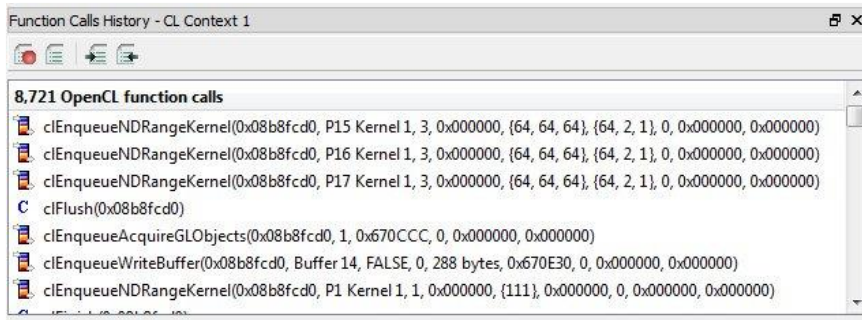 Function Calls History - CL Context 1
8,721 OpenCL function calls
clEnqueueNDRangeKernel(0x08b8fcd0, P15 Kernel 1, 3, 0x000000, {64, 64, 64}, {64, 2, 1}, 0, 0x000000, 0x000000)
clEnqueueNDRangeKernel(0x08b8fcd0, P16 Kernel 1, 3, 0x000000, {64, 64, 64}, {64, 2, 1}, 0, 0x000000, 0x000000)
clEnqueueNDRangeKernel(0x08b8fcd0, P17 Kernel 1, 3, 0x000000, {64, 64, 64}, {64, 2, 1}, 0, 0x000000, 0x000000)
C clFlush(0x08b8fcd0)
clEnqueueAcquireGLObjects(0x08b8fcd0, 1, 0x670CCC, 0, 0x000000, 0x000000)
clEnqueueWriteBuffer(0x08b8fcd0, Buffer 14, FALSE, 0, 288 bytes, 0x670E30, 0, 0x000000, 0x000000)
clEnqueueNDRangeKernel(0x08b8fcd0, P1 Kernel 1, 1, 0x000000, {111}, 0x000000, 0, 0x000000, 0x000000)